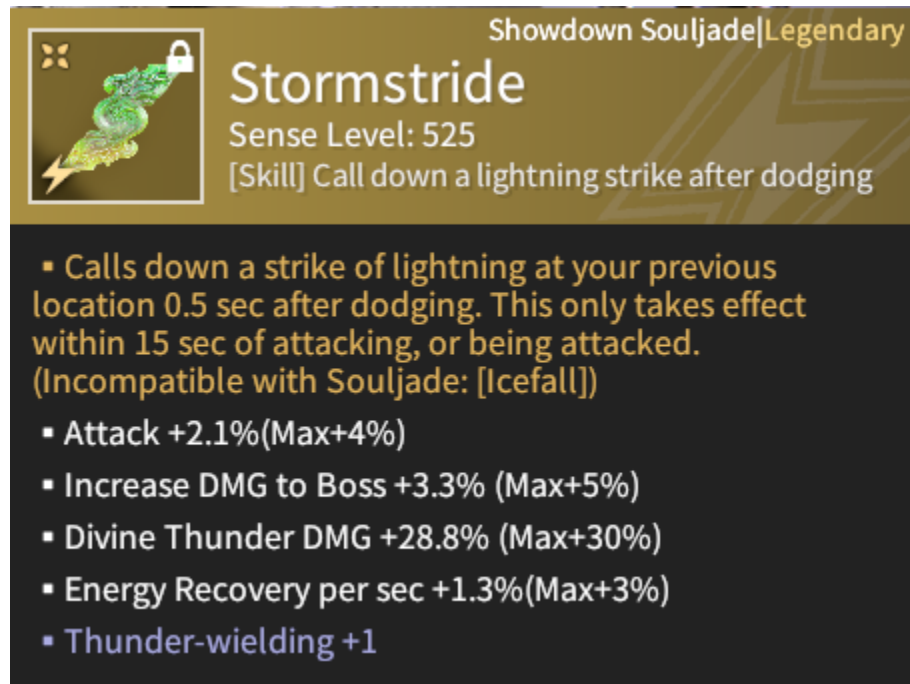 Showdown Souljade|Legendary
Stormstride
Sense Level: 525
[Skill] Call down a lightning strike after dodging
▪ Calls down a strike of lightning at your previous
location 0.5 sec after dodging. This only takes effect
within 15 sec of attacking, or being attacked.
(Incompatible with Souljade: [Icefall])
▪ Attack +2.1%(Max+4%)
▪ Increase DMG to Boss +3.3% (Max+5%)
▪ Divine Thunder DMG +28.8% (Max+30%)
▪ Energy Recovery per sec +1.3%(Max+3%)
▪ Thunder-wielding +1